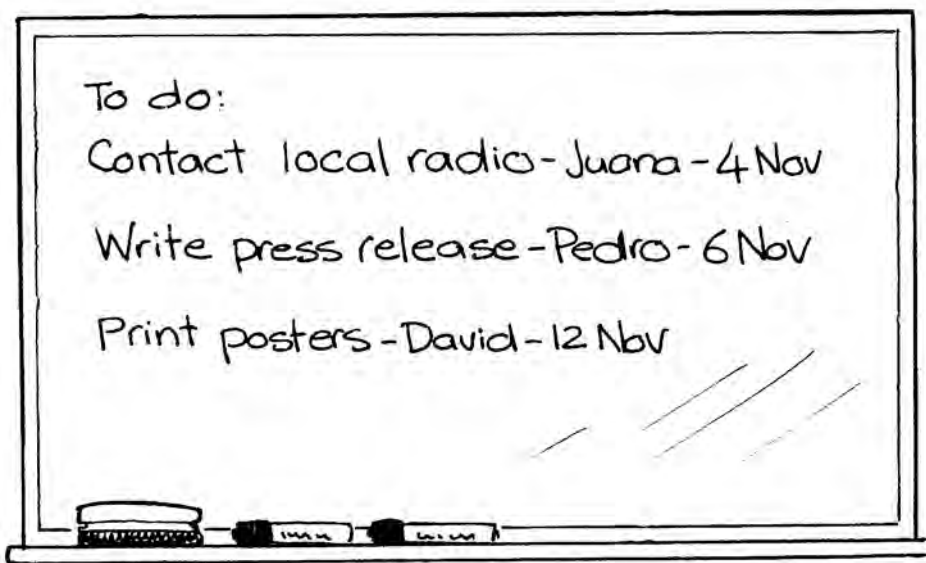 To do:
Contact local radio-Juana-4 Nov
Write press release-Pedro-6 Nov
Print posters-David-12 Nov